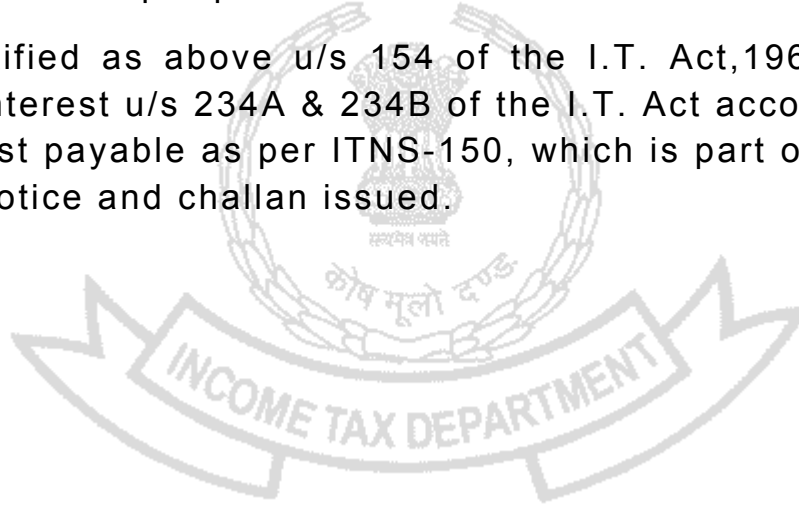 ified as above u/s 154 of the I.T. Act,196
nterest u/s 234A & 234B of the I.T. Act acco
st payable as per ITNS-150, which is part o
otice and challan issued.
सत्यमेव जयते
कोष मूलो दण्डः
INCOME TAX DEPARTMENT